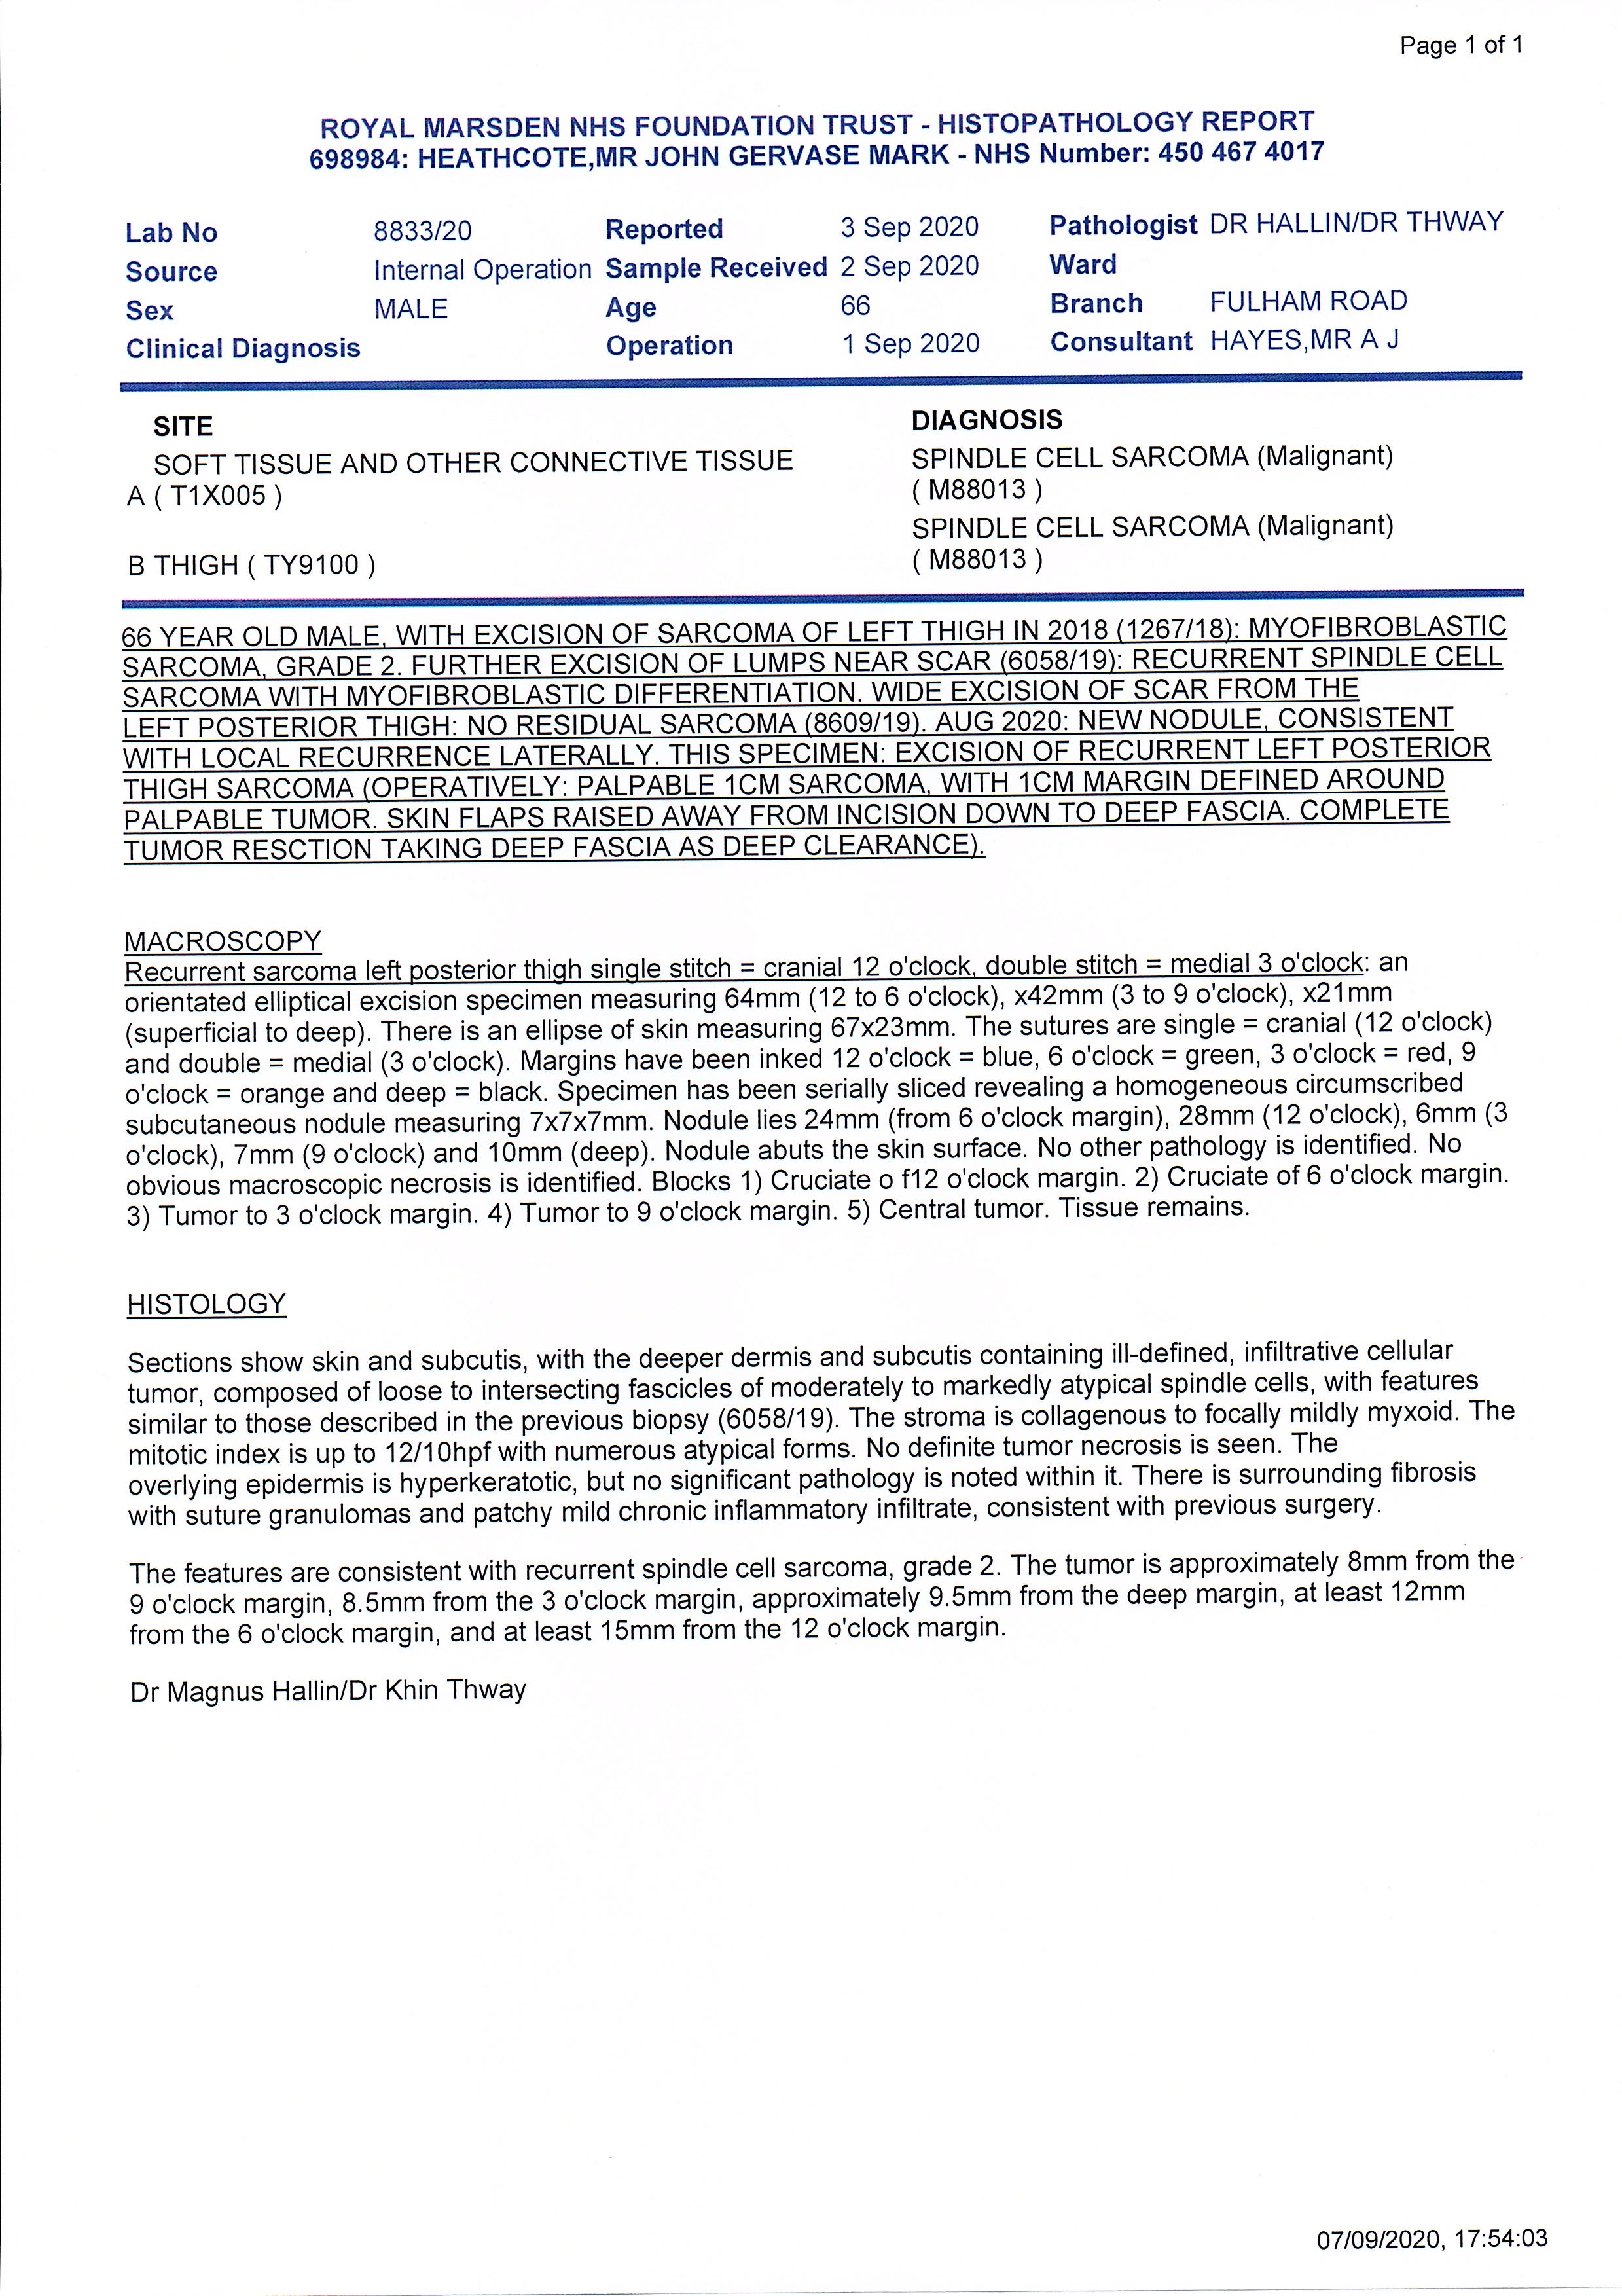 Page 1 of 1
ROYAL MARSDEN NHS FOUNDATION TRUST - HISTOPATHOLOGY REPORT
698984: HEATHCOTE,MR JOHN GERVASE MARK - NHS Number: 450 467 4017
Lab No 8833/20 Reported 3 Sep 2020 Pathologist DR HALLIN/DR THWAY
Source Internal Operation Sample Received 2 Sep 2020 Ward
Sex MALE Age 66 Branch FULHAM ROAD
Clinical Diagnosis Operation 1 Sep 2020 Consultant HAYES,MR A J
SITE DIAGNOSIS
SOFT TISSUE AND OTHER CONNECTIVE TISSUE SPINDLE CELL SARCOMA (Malignant)
A ( T1X005 ) ( M88013 )
SPINDLE CELL SARCOMA (Malignant)
B THIGH ( TY9100 ) ( M88013 )
66 YEAR OLD MALE, WITH EXCISION OF SARCOMA OF LEFT THIGH IN 2018 (1267/18): MYOFIBROBLASTIC
SARCOMA, GRADE 2. FURTHER EXCISION OF LUMPS NEAR SCAR (6058/19): RECURRENT SPINDLE CELL
SARCOMA WITH MYOFIBROBLASTIC DIFFERENTIATION. WIDE EXCISION OF SCAR FROM THE
LEFT POSTERIOR THIGH: NO RESIDUAL SARCOMA (8609/19). AUG 2020: NEW NODULE, CONSISTENT
WITH LOCAL RECURRENCE LATERALLY. THIS SPECIMEN: EXCISION OF RECURRENT LEFT POSTERIOR
THIGH SARCOMA (OPERATIVELY: PALPABLE 1CM SARCOMA, WITH 1CM MARGIN DEFINED AROUND
PALPABLE TUMOR. SKIN FLAPS RAISED AWAY FROM INCISION DOWN TO DEEP FASCIA. COMPLETE
TUMOR RESCTION TAKING DEEP FASCIA AS DEEP CLEARANCE).
MACROSCOPY
Recurrent sarcoma left posterior thigh single stitch = cranial 12 o'clock, double stitch = medial 3 o'clock: an
orientated elliptical excision specimen measuring 64mm (12 to 6 o'clock), x42mm (3 to 9 o'clock), x21mm
(superficial to deep). There is an ellipse of skin measuring 67x23mm. The sutures are single = cranial (12 o'clock)
and double = medial (3 o'clock). Margins have been inked 12 o'clock = blue, 6 o'clock = green, 3 o'clock = red, 9
o'clock = orange and deep = black. Specimen has been serially sliced revealing a homogeneous circumscribed
subcutaneous nodule measuring 7x7x7mm. Nodule lies 24mm (from 6 o'clock margin), 28mm (12 o'clock), 6mm (3
o'clock), 7mm (9 o'clock) and 10mm (deep). Nodule abuts the skin surface. No other pathology is identified. No
obvious macroscopic necrosis is identified. Blocks 1) Cruciate o f12 o'clock margin. 2) Cruciate of 6 o'clock margin.
3) Tumor to 3 o'clock margin. 4) Tumor to 9 o'clock margin. 5) Central tumor. Tissue remains.
HISTOLOGY
Sections show skin and subcutis, with the deeper dermis and subcutis containing ill-defined, infiltrative cellular
tumor, composed of loose to intersecting fascicles of moderately to markedly atypical spindle cells, with features
similar to those described in the previous biopsy (6058/19). The stroma is collagenous to focally mildly myxoid. The
mitotic index is up to 12/10hpf with numerous atypical forms. No definite tumor necrosis is seen. The
overlying epidermis is hyperkeratotic, but no significant pathology is noted within it. There is surrounding fibrosis
with suture granulomas and patchy mild chronic inflammatory infiltrate, consistent with previous surgery.
The features are consistent with recurrent spindle cell sarcoma, grade 2. The tumor is approximately 8mm from the
9 o'clock margin, 8.5mm from the 3 o'clock margin, approximately 9.5mm from the deep margin, at least 12mm
from the 6 o'clock margin, and at least 15mm from the 12 o'clock margin.
Dr Magnus Hallin/Dr Khin Thway
07/09/2020, 17:54:03